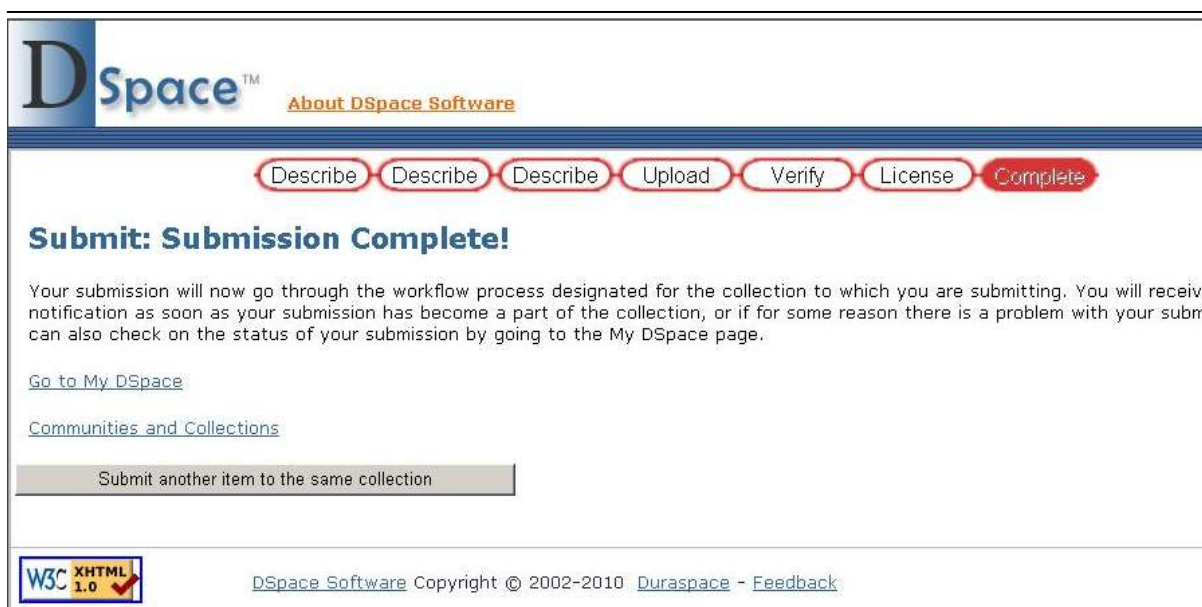 DSpace™ About DSpace Software
Describe Describe Describe Upload Verify License Complete
Submit: Submission Complete!
Your submission will now go through the workflow process designated for the collection to which you are submitting. You will receiv
notification as soon as your submission has become a part of the collection, or if for some reason there is a problem with your subm
can also check on the status of your submission by going to the My DSpace page.
Go to My DSpace
Communities and Collections
Submit another item to the same collection
W3C XHTML 1.0
DSpace Software Copyright © 2002-2010 Duraspace - Feedback